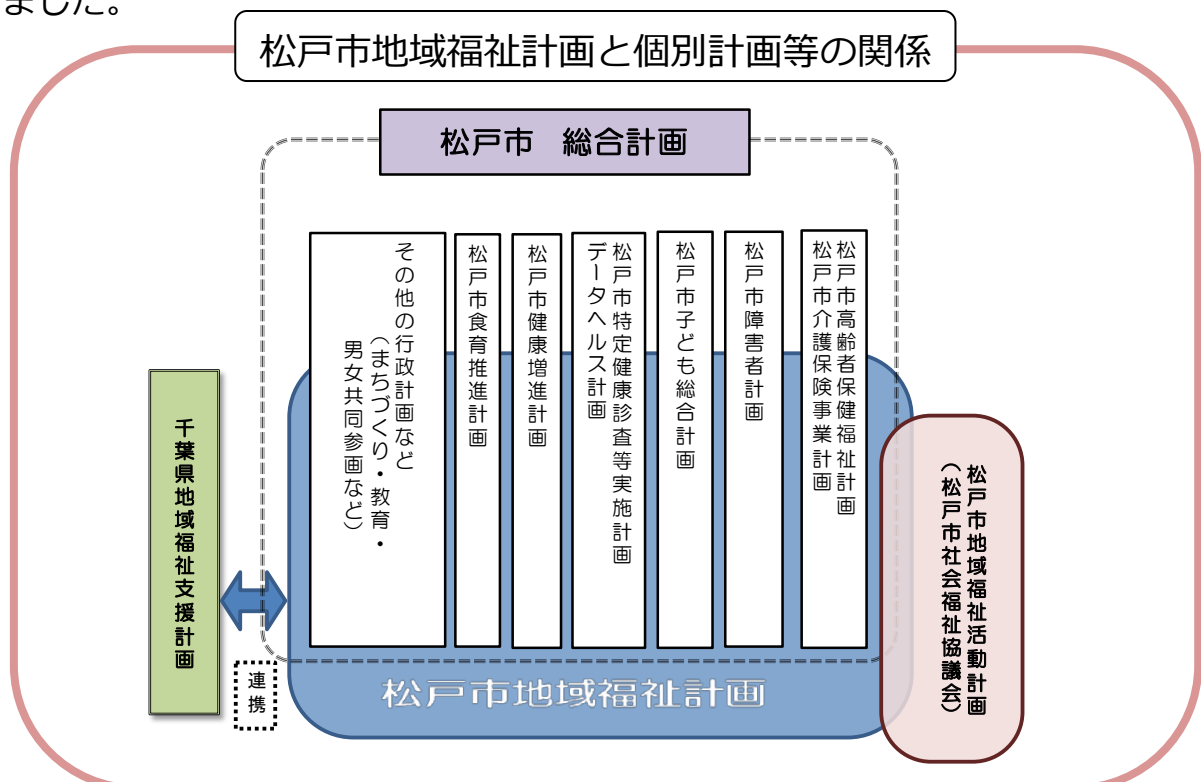 ました。
松戸市地域福祉計画と個別計画等の関係
松戸市　総合計画
松戸市高齢者保健福祉計画
松戸市介護保険事業計画
松戸市障害者計画
松戸市子ども総合計画
松戸市特定健康診査等実施計画
データヘルス計画
松戸市健康増進計画
松戸市食育推進計画
その他の行政計画など
（まちづくり・教育・
男女共同参画など）
千葉県地域福祉支援計画
連携
松戸市地域福祉計画
松戸市地域福祉活動計画
（松戸市社会福祉協議会）